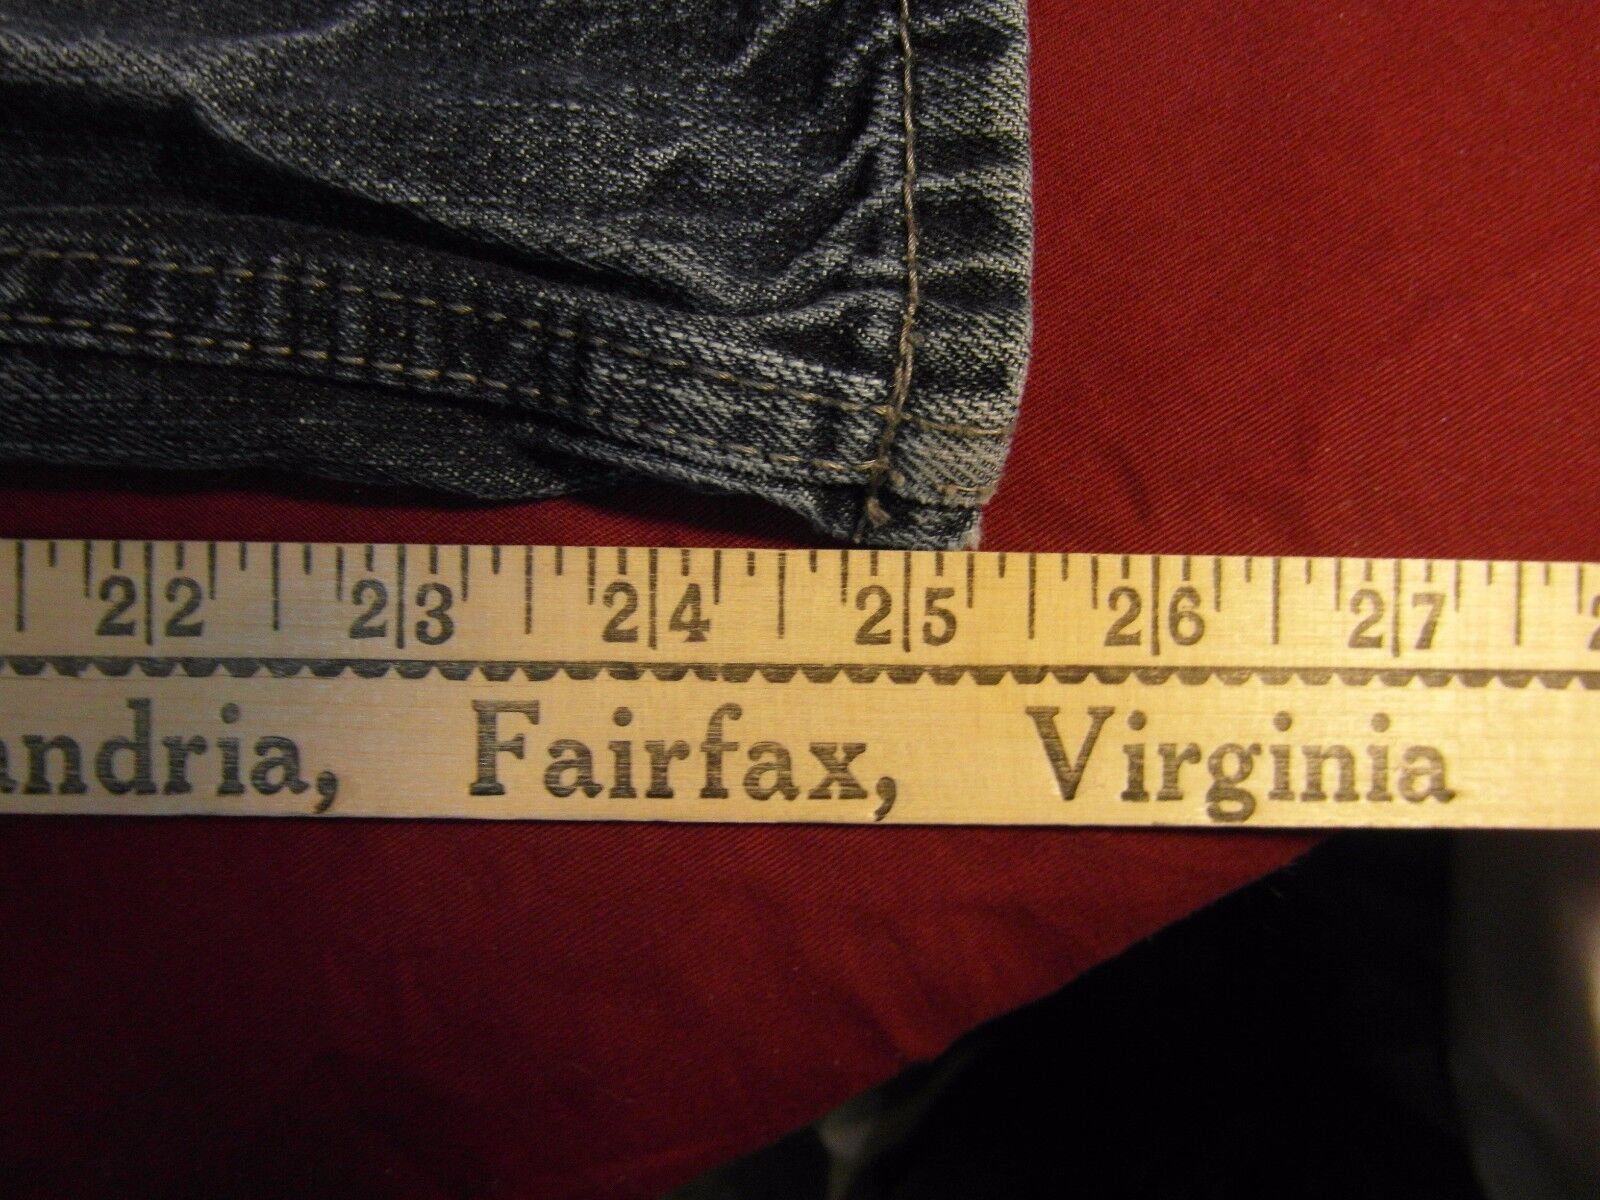 22 23 24 25 26 27
andria, Fairfax, Virginia